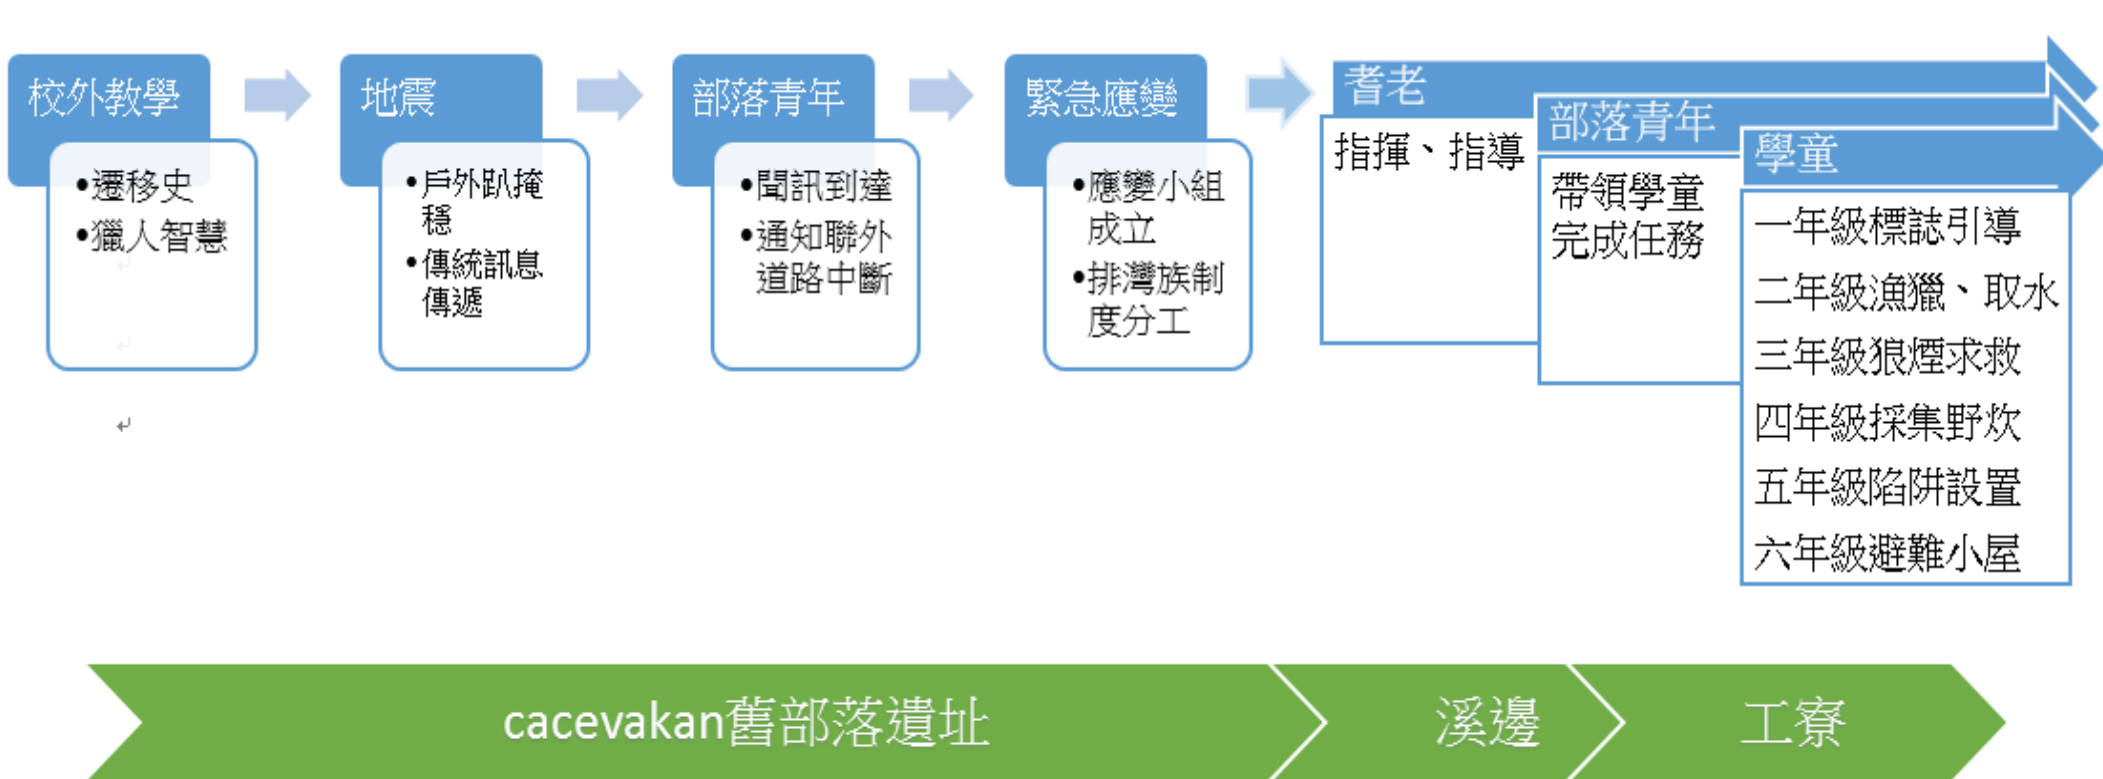 校外教學
•遷移史
•獵人智慧
地震
•戶外趴掩
穩
•傳統訊息
傳遞
部落青年
•聞訊到達
•通知聯外
道路中斷
緊急應變
•應變小組
成立
•排灣族制
度分工
耆老
指揮、指導
部落青年
帶領學童
完成任務
學童
一年級標誌引導
二年級漁獵、取水
三年級狼煙求救
四年級採集野炊
五年級陷阱設置
六年級避難小屋
cacevakan舊部落遺址
溪邊
工寮